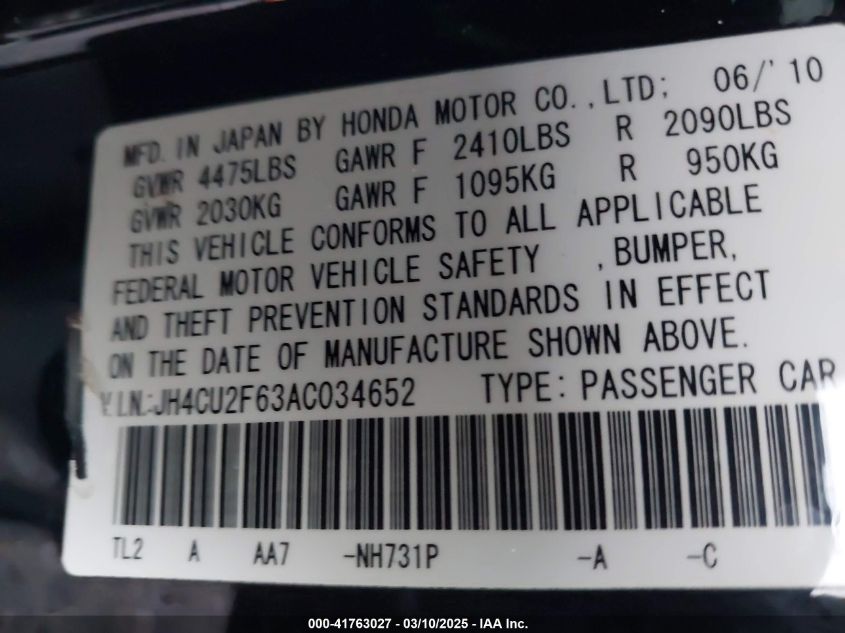 MFD. IN JAPAN BY HONDA MOTOR CO.,LTD; 06/'10
GVWR 4475LBS GAWR F 2410LBS R 2090LBS
GVWR 2030KG GAWR F 1095KG R 950KG
THIS VEHICLE CONFORMS TO ALL APPLICABLE
FEDERAL MOTOR VEHICLE SAFETY , BUMPER,
AND THEFT PREVENTION STANDARDS IN EFFECT
ON THE DATE OF MANUFACTURE SHOWN ABOVE.
V.I.N.:JH4CU2F63AC034652 TYPE: PASSENGER CAR
TL2 A AA7 -NH731P -A -C
000-41763027 - 03/10/2025 - IAA Inc.